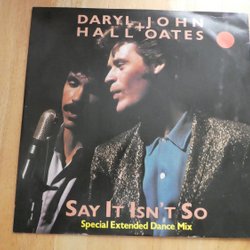 DARYL + JOHN
HALL OATES
SAY IT ISN'T SO
Special Extended Dance Mix